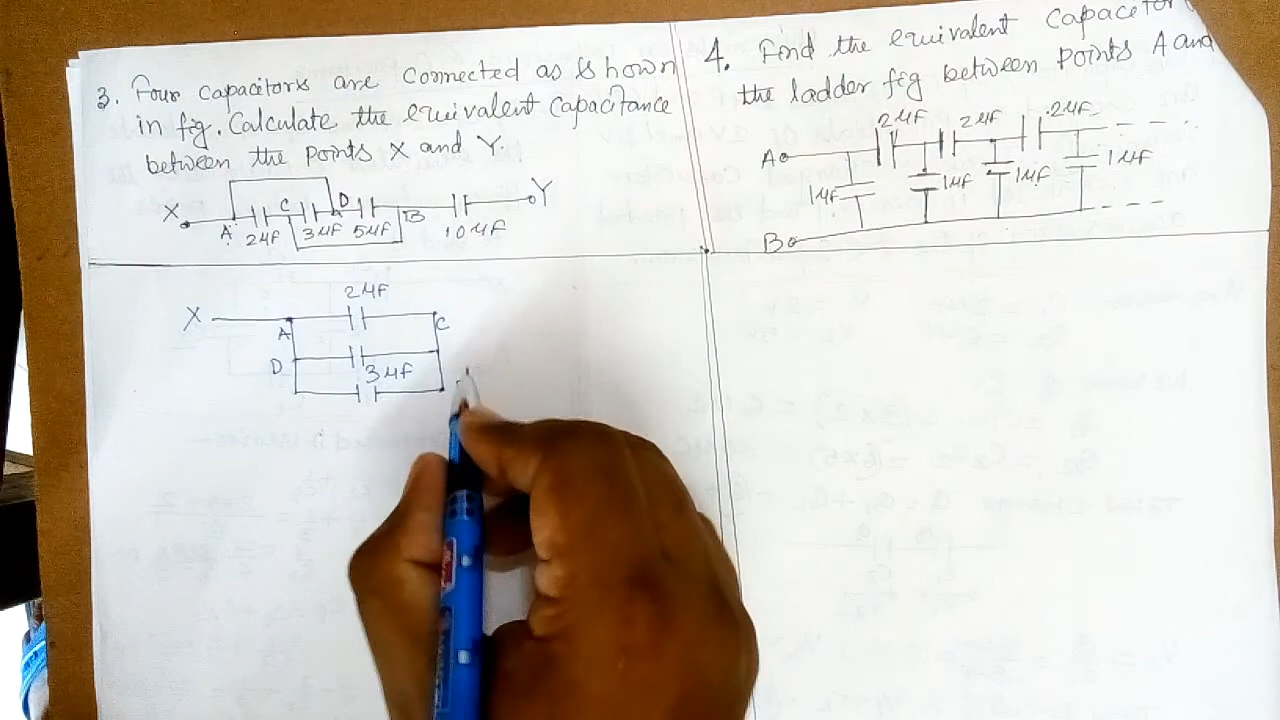 3. Four capacitors are connected as shown
in fig. Calculate the equivalent capacitance
between the points X and Y.
X A 2μF C 3μF D 5μF B 10μF Y
4. Find the equivalent capacetor
the ladder fig between points A and
A 2μF 2μF 2μF
1μF 1μF 1μF 1μF
B
X A 2μF C
D 3μF